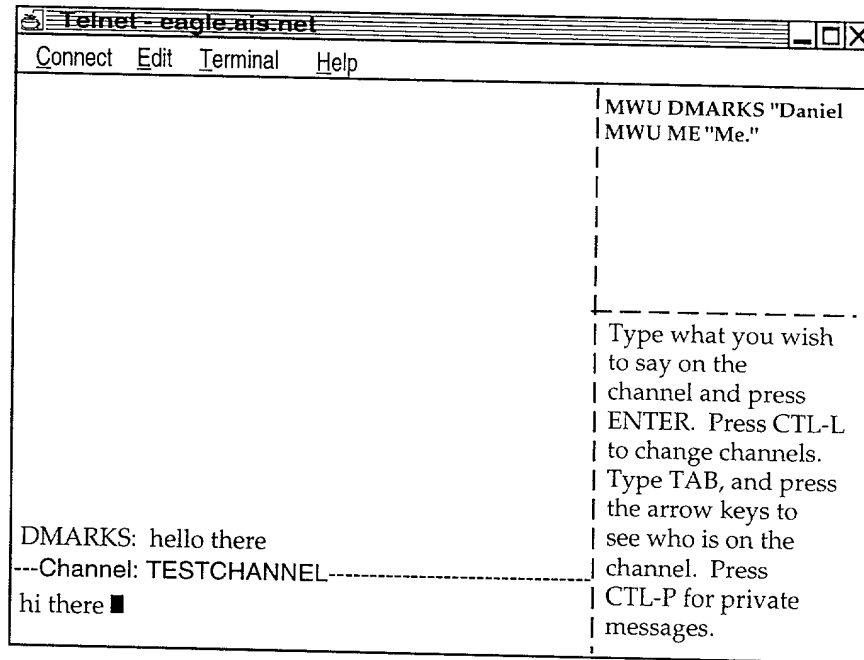 Telnet - eagle.ais.net
Connect Edit Terminal Help
MWU DMARKS "Daniel
MWU ME "Me."
Type what you wish
to say on the
channel and press
ENTER. Press CTL-L
to change channels.
Type TAB, and press
the arrow keys to
see who is on the
channel. Press
CTL-P for private
messages.
DMARKS: hello there
---Channel: TESTCHANNEL---------------------------
hi there